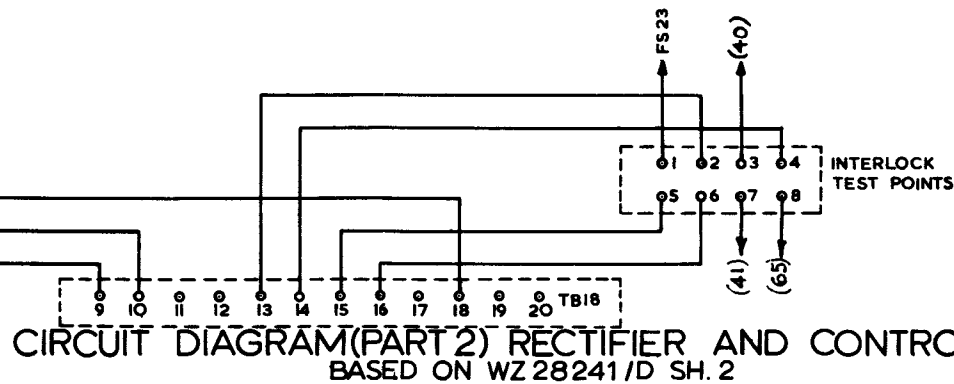 FS23
(40)
1 2 3 4
INTERLOCK
TEST POINTS
5 6 7 8
(41)
(65)
9 10 11 12 13 14 15 16 17 18 19 20 TB18
CIRCUIT DIAGRAM(PART 2) RECTIFIER AND CONTRO
BASED ON WZ 28241/D SH. 2